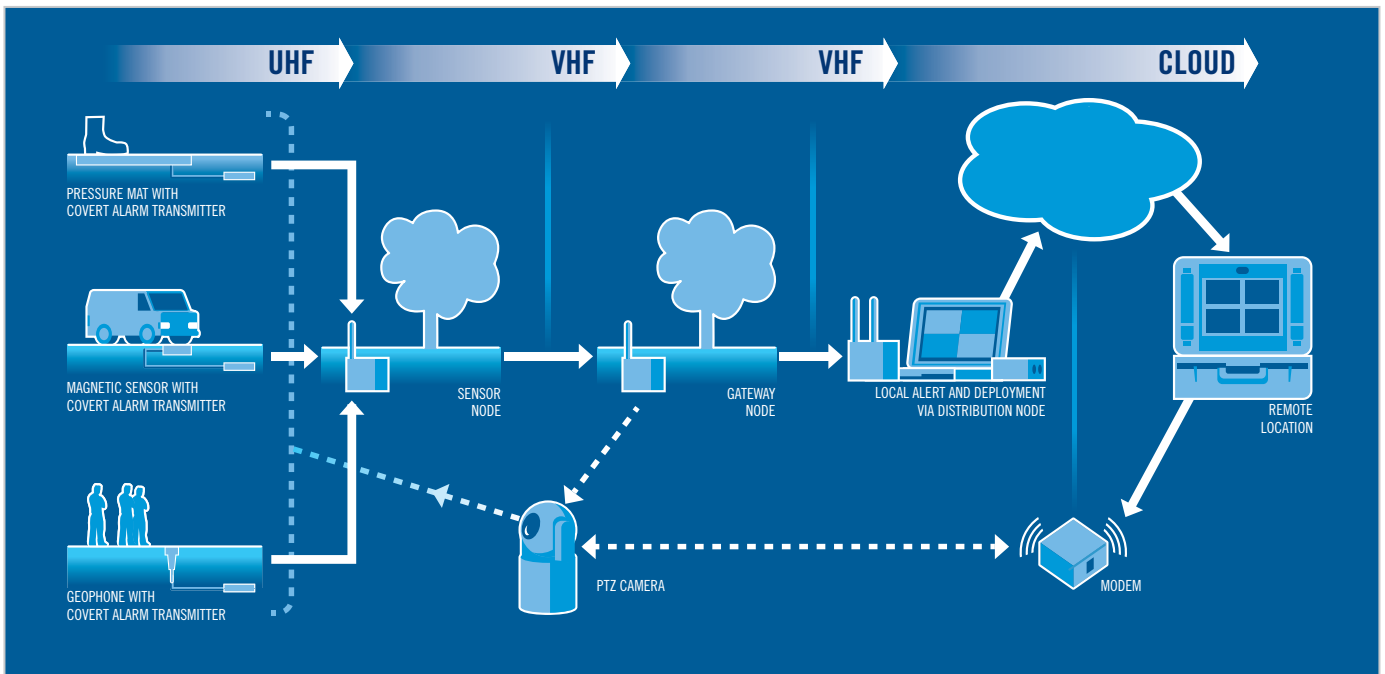 UHF
VHF
VHF
CLOUD
PRESSURE MAT WITH
COVERT ALARM TRANSMITTER
MAGNETIC SENSOR WITH
COVERT ALARM TRANSMITTER
SENSOR
NODE
GATEWAY
NODE
LOCAL ALERT AND DEPLOYMENT
VIA DISTRIBUTION NODE
REMOTE
LOCATION
GEOPHONE WITH
COVERT ALARM TRANSMITTER
PTZ CAMERA
MODEM